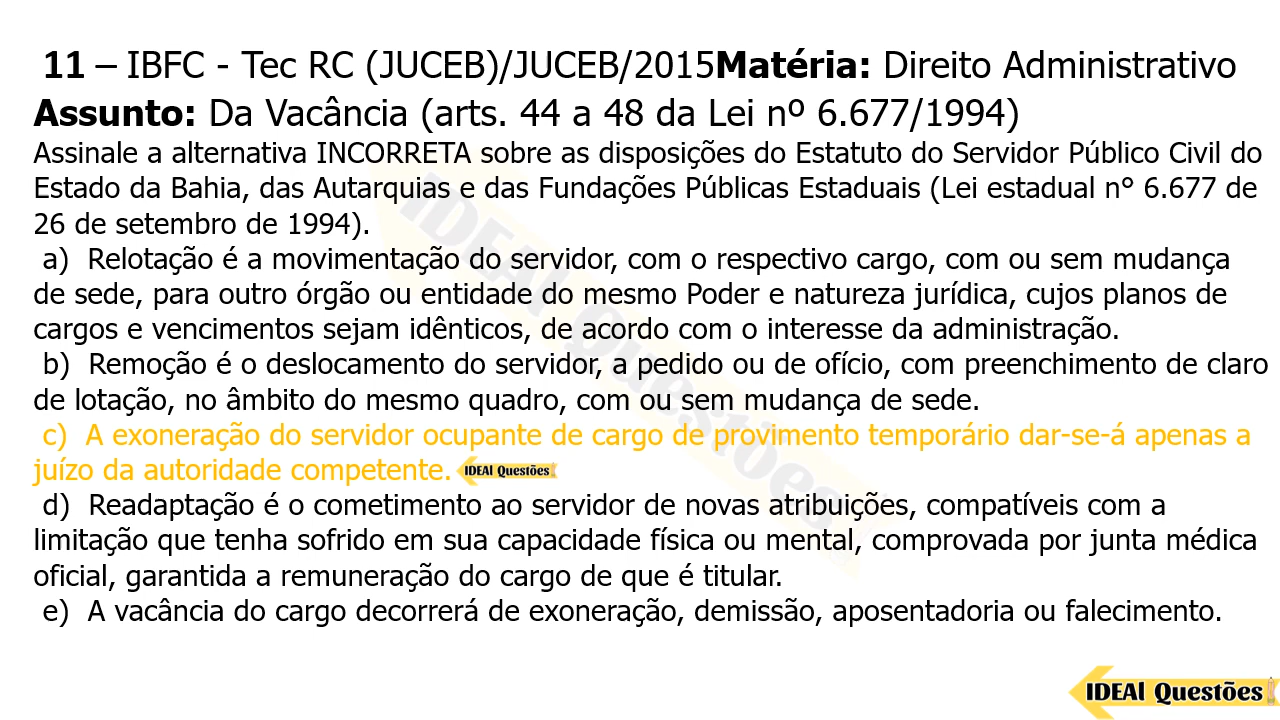 11 – IBFC - Tec RC (JUCEB)/JUCEB/2015Matéria: Direito Administrativo
Assunto: Da Vacância (arts. 44 a 48 da Lei nº 6.677/1994)
Assinale a alternativa INCORRETA sobre as disposições do Estatuto do Servidor Público Civil do
Estado da Bahia, das Autarquias e das Fundações Públicas Estaduais (Lei estadual n° 6.677 de
26 de setembro de 1994).
a) Relotação é a movimentação do servidor, com o respectivo cargo, com ou sem mudança
de sede, para outro órgão ou entidade do mesmo Poder e natureza jurídica, cujos planos de
cargos e vencimentos sejam idênticos, de acordo com o interesse da administração.
b) Remoção é o deslocamento do servidor, a pedido ou de ofício, com preenchimento de claro
de lotação, no âmbito do mesmo quadro, com ou sem mudança de sede.
c) A exoneração do servidor ocupante de cargo de provimento temporário dar-se-á apenas a
juízo da autoridade competente. IDEAl Questões
d) Readaptação é o cometimento ao servidor de novas atribuições, compatíveis com a
limitação que tenha sofrido em sua capacidade física ou mental, comprovada por junta médica
oficial, garantida a remuneração do cargo de que é titular.
e) A vacância do cargo decorrerá de exoneração, demissão, aposentadoria ou falecimento.
IDEAl Questões
IDEAl Questões